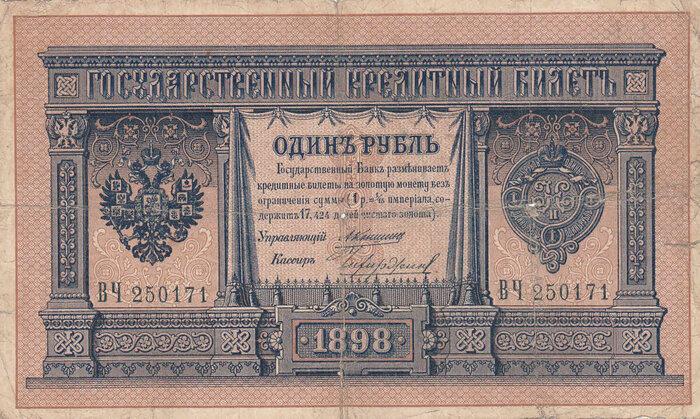 ГОСУДАРСТВЕННЫЙ КРЕДИТНЫЙ БИЛЕТЪ
ОДИНЪ РУБЛЬ
Государственный Банкъ размѣниваетъ
кредитные билеты на золотую монету безъ
ограниченія суммы (1 р. = 1/15 имперіала, со-
держитъ 17,424 долей чистаго золота).
Управляющій
Кассиръ
ВЧ 250171
ВЧ 250171
1898